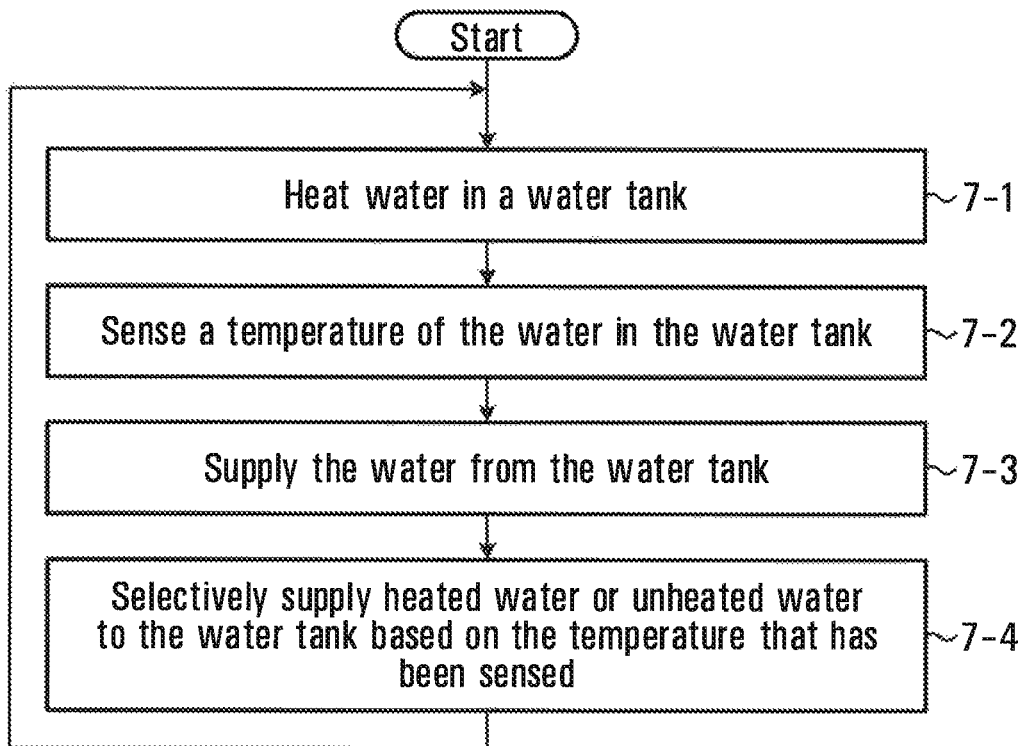 Start
Heat water in a water tank
7-1
Sense a temperature of the water in the water tank
7-2
Supply the water from the water tank
7-3
Selectively supply heated water or unheated water
to the water tank based on the temperature that has
been sensed
7-4